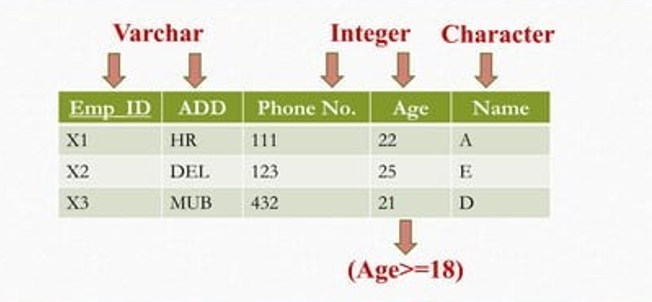 Varchar Integer Character
Emp_ID ADD Phone No. Age Name
X1 HR 111 22 A
X2 DEL 123 25 E
X3 MUB 432 21 D
(Age>=18)